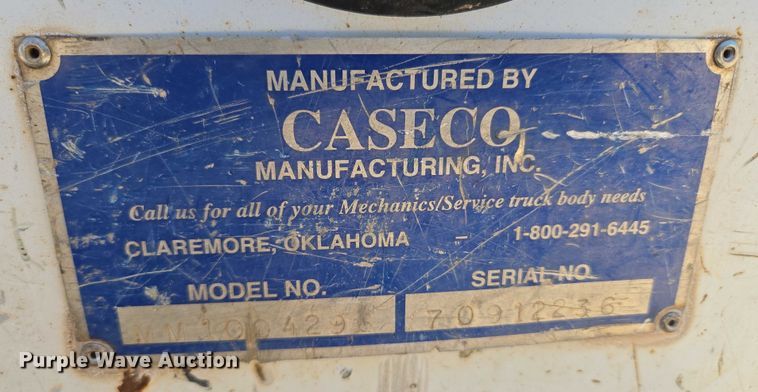 MANUFACTURED BY
CASECO
MANUFACTURING, INC.
Call us for all of your Mechanics/Service truck body needs
CLAREMORE, OKLAHOMA - 1-800-291-6445
MODEL NO. SERIAL NO.
70912236
Purple Wave Auction